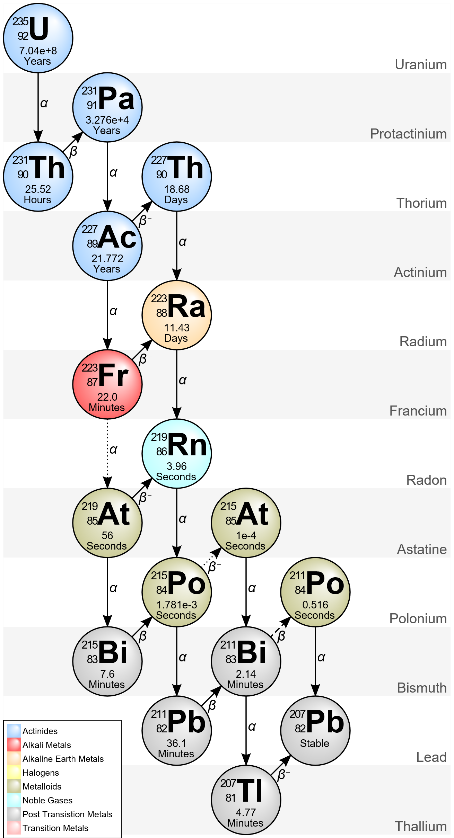 235
92 U
7.04e+8
Years
Uranium
α
231
91 Pa
3.276e+4
Years
Protactinium
β
α
231
90 Th
25.52
Hours
227
90 Th
18.68
Days
Thorium
β⁻
α
227
89 Ac
21.772
Years
Actinium
α
223
88 Ra
11.43
Days
Radium
β
α
223
87 Fr
22.0
Minutes
Francium
α
219
86 Rn
3.96
Seconds
Radon
β⁻
α
219
85 At
56
Seconds
215
85 At
1e-4
Seconds
Astatine
α
β⁻
α
215
84 Po
1.781e-3
Seconds
211
84 Po
0.516
Seconds
Polonium
β
α
β
α
215
83 Bi
7.6
Minutes
211
83 Bi
2.14
Minutes
Bismuth
β
α
211
82 Pb
36.1
Minutes
207
82 Pb
Stable
Lead
β⁻
207
81 Tl
4.77
Minutes
Thallium
Actinides
Alkali Metals
Alkaline Earth Metals
Halogens
Metalloids
Noble Gases
Post Transistion Metals
Transition Metals